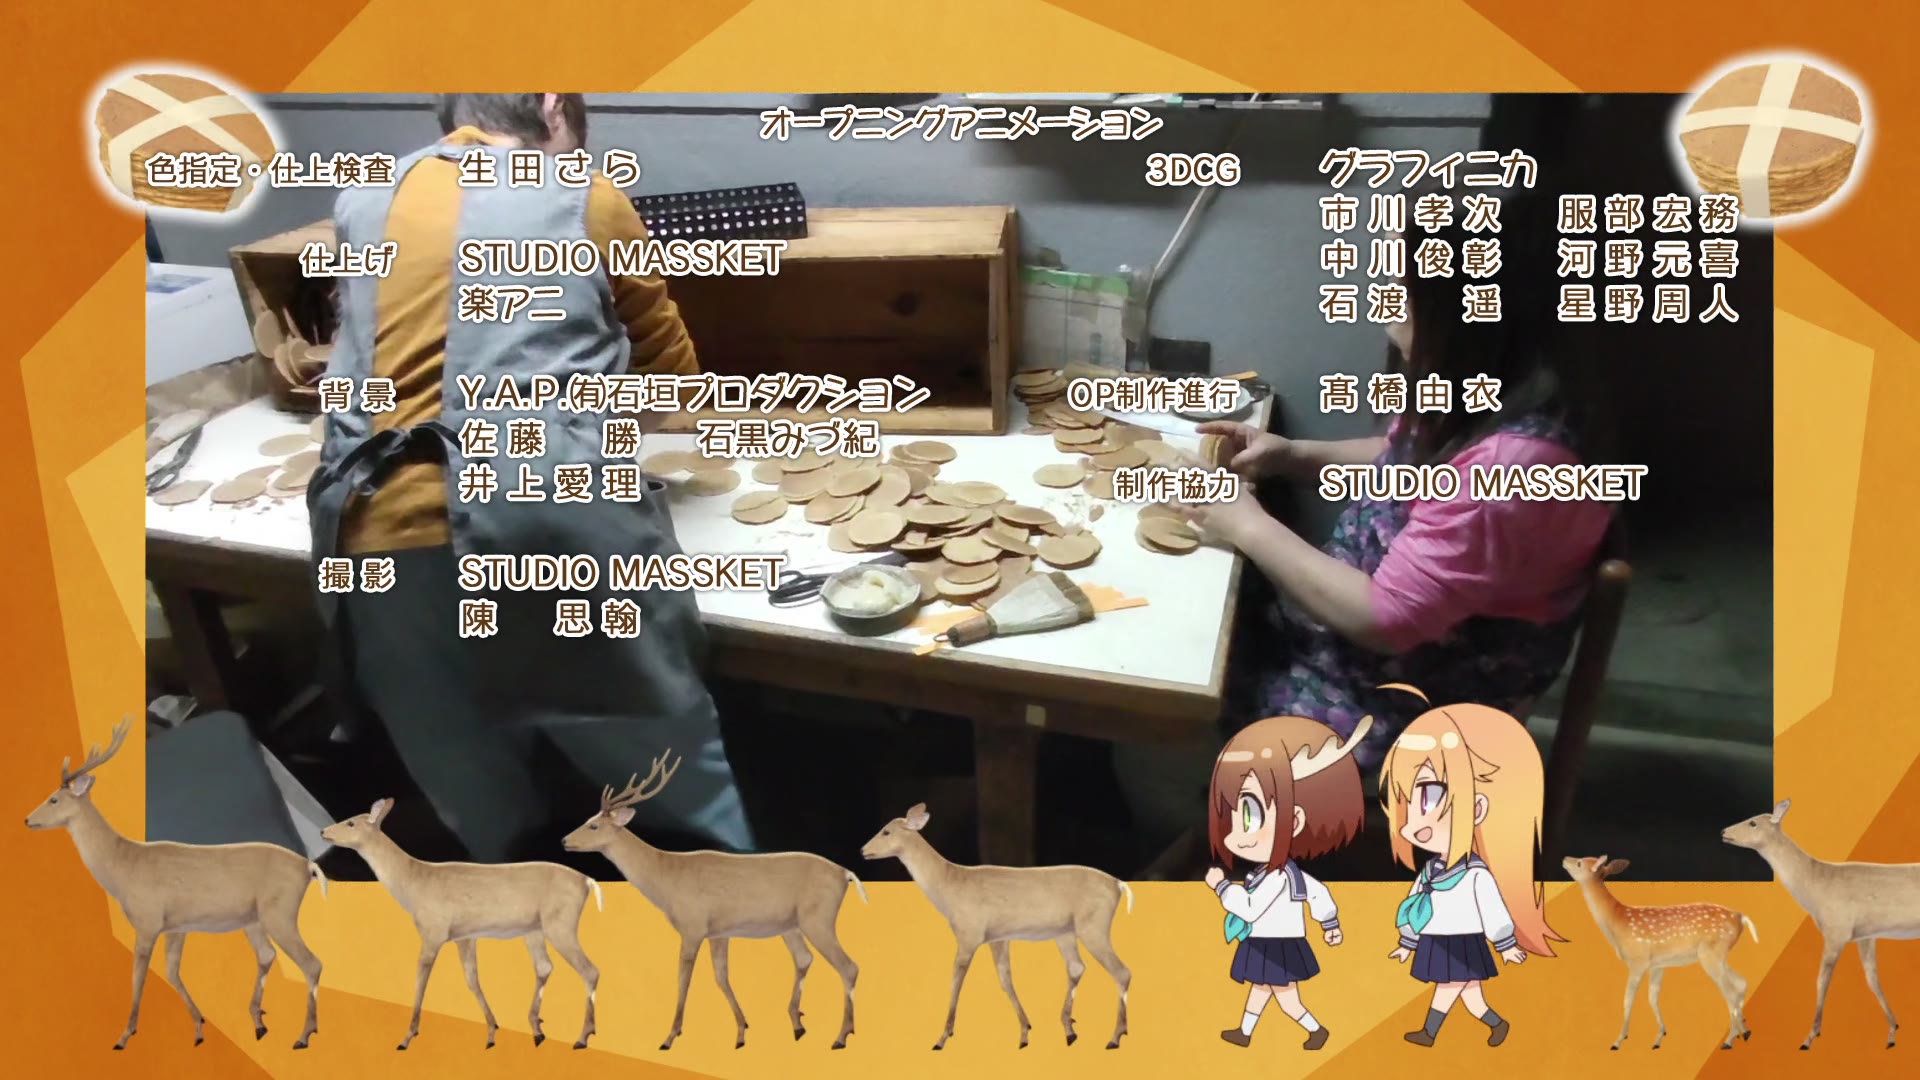 オープニングアニメーション
色指定・仕上検査 生田さら
仕上げ STUDIO MASSKET
楽アニ
背景 Y.A.P.㈲石垣プロダクション
佐藤 勝 石黒みづ紀
井上愛理
撮影 STUDIO MASSKET
陳 思翰
3DCG グラフィニカ
市川孝次 服部宏務
中川俊彰 河野元喜
石渡 遥 星野周人
OP制作進行 髙橋由衣
制作協力 STUDIO MASSKET